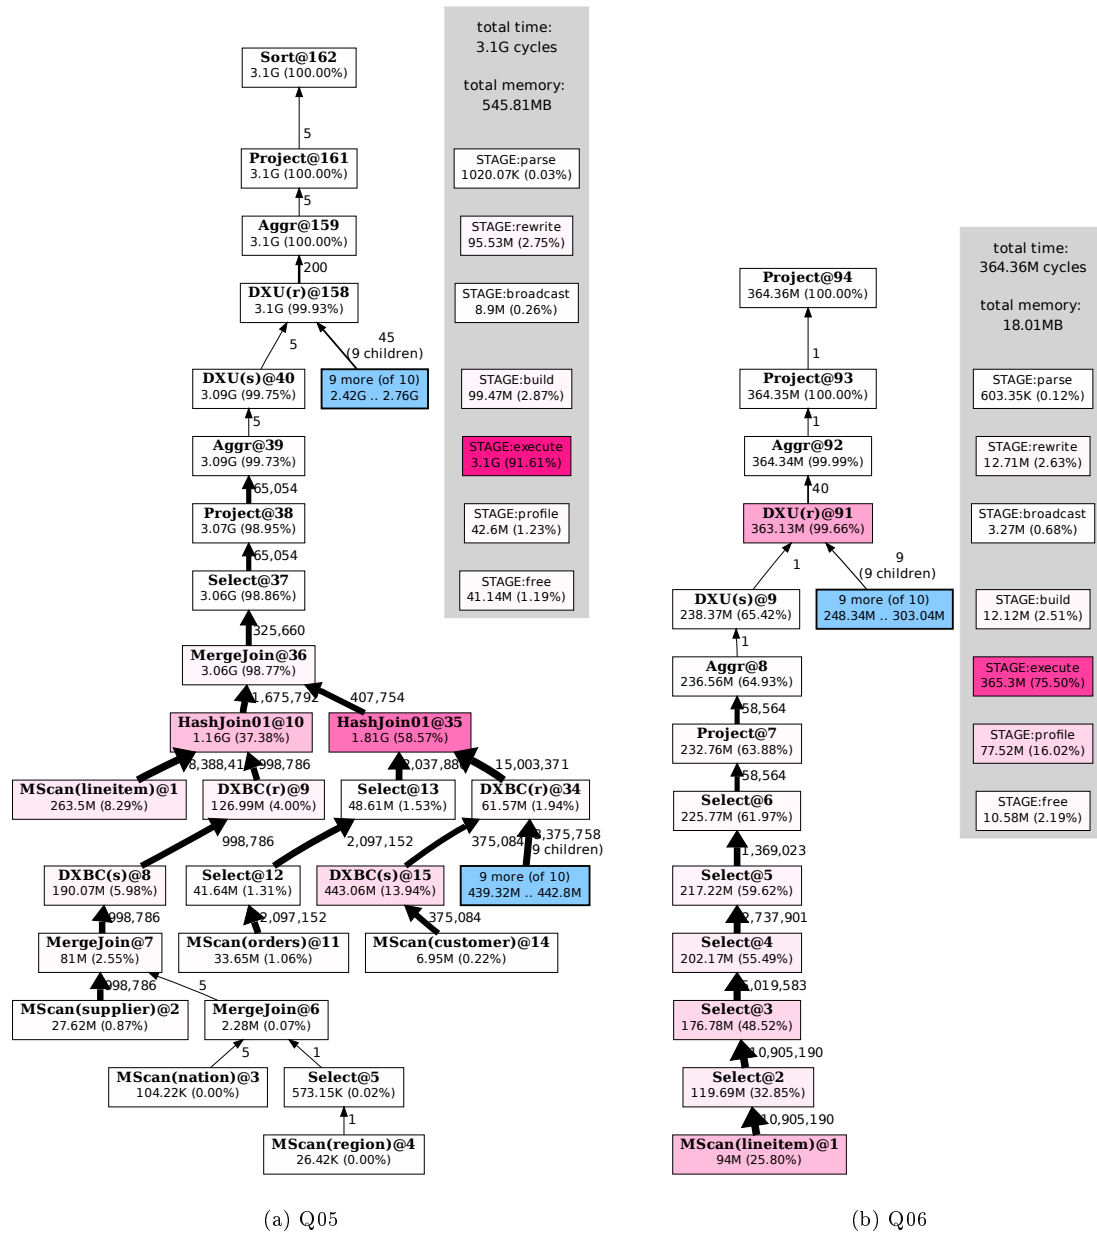 total time:
3.1G cycles
total memory:
545.81MB
Sort@162
3.1G (100.00%)
5
Project@161
3.1G (100.00%)
STAGE:parse
1020.07K (0.03%)
5
Aggr@159
3.1G (100.00%)
STAGE:rewrite
95.53M (2.75%)
200
DXU(r)@158
3.1G (99.93%)
STAGE:broadcast
8.9M (0.26%)
5
45
(9 children)
DXU(s)@40
3.09G (99.75%)
9 more (of 10)
2.42G .. 2.76G
STAGE:build
99.47M (2.87%)
5
Aggr@39
3.09G (99.73%)
STAGE:execute
3.1G (91.61%)
65,054
Project@38
3.07G (98.95%)
STAGE:profile
42.6M (1.23%)
65,054
Select@37
3.06G (98.86%)
STAGE:free
41.14M (1.19%)
325,660
MergeJoin@36
3.06G (98.77%)
1,675,792
407,754
HashJoin01@10
1.16G (37.38%)
HashJoin01@35
1.81G (58.57%)
998,786
15,003,371
MScan(lineitem)@1
263.5M (8.29%)
DXBC(r)@9
126.99M (4.00%)
Select@13
48.61M (1.53%)
DXBC(r)@34
61.57M (1.94%)
998,786
2,097,152
375,084
3,375,758
(9 children)
DXBC(s)@8
190.07M (5.98%)
Select@12
41.64M (1.31%)
DXBC(s)@15
443.06M (13.94%)
9 more (of 10)
439.32M .. 442.8M
998,786
2,097,152
375,084
MergeJoin@7
81M (2.55%)
MScan(orders)@11
33.65M (1.06%)
MScan(customer)@14
6.95M (0.22%)
998,786
5
MScan(supplier)@2
27.62M (0.87%)
MergeJoin@6
2.28M (0.07%)
5
1
MScan(nation)@3
104.22K (0.00%)
Select@5
573.15K (0.02%)
1
MScan(region)@4
26.42K (0.00%)
(a) Q05
total time:
364.36M cycles
total memory:
18.01MB
Project@94
364.36M (100.00%)
1
Project@93
364.35M (100.00%)
STAGE:parse
603.35K (0.12%)
1
Aggr@92
364.34M (99.99%)
STAGE:rewrite
12.71M (2.63%)
40
DXU(r)@91
363.13M (99.66%)
STAGE:broadcast
3.27M (0.68%)
1
9
(9 children)
DXU(s)@9
238.37M (65.42%)
9 more (of 10)
248.34M .. 303.04M
STAGE:build
12.12M (2.51%)
1
Aggr@8
236.56M (64.93%)
STAGE:execute
365.3M (75.50%)
58,564
Project@7
232.76M (63.88%)
STAGE:profile
77.52M (16.02%)
58,564
Select@6
225.77M (61.97%)
STAGE:free
10.58M (2.19%)
1,369,023
Select@5
217.22M (59.62%)
2,737,901
Select@4
202.17M (55.49%)
Select@3
176.78M (48.52%)
10,905,190
Select@2
119.69M (32.85%)
10,905,190
MScan(lineitem)@1
94M (25.80%)
(b) Q06